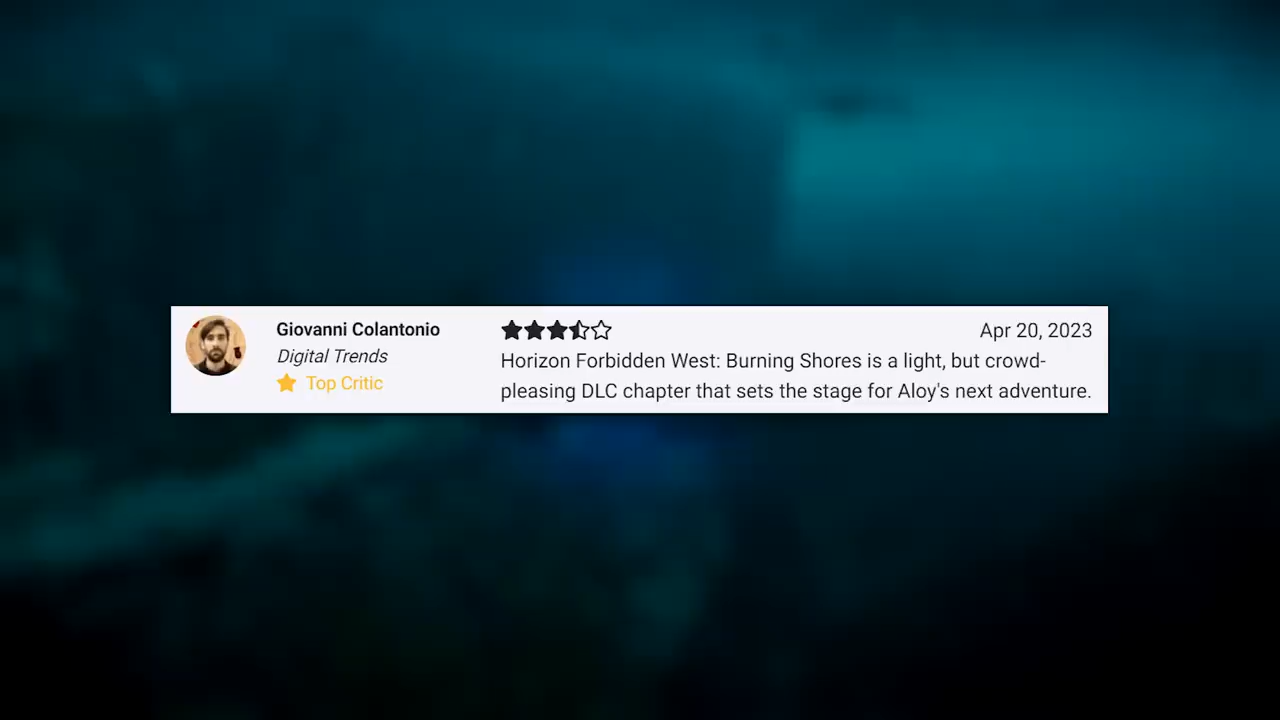 Giovanni Colantonio
Digital Trends
Top Critic
Apr 20, 2023
Horizon Forbidden West: Burning Shores is a light, but crowd-
pleasing DLC chapter that sets the stage for Aloy's next adventure.